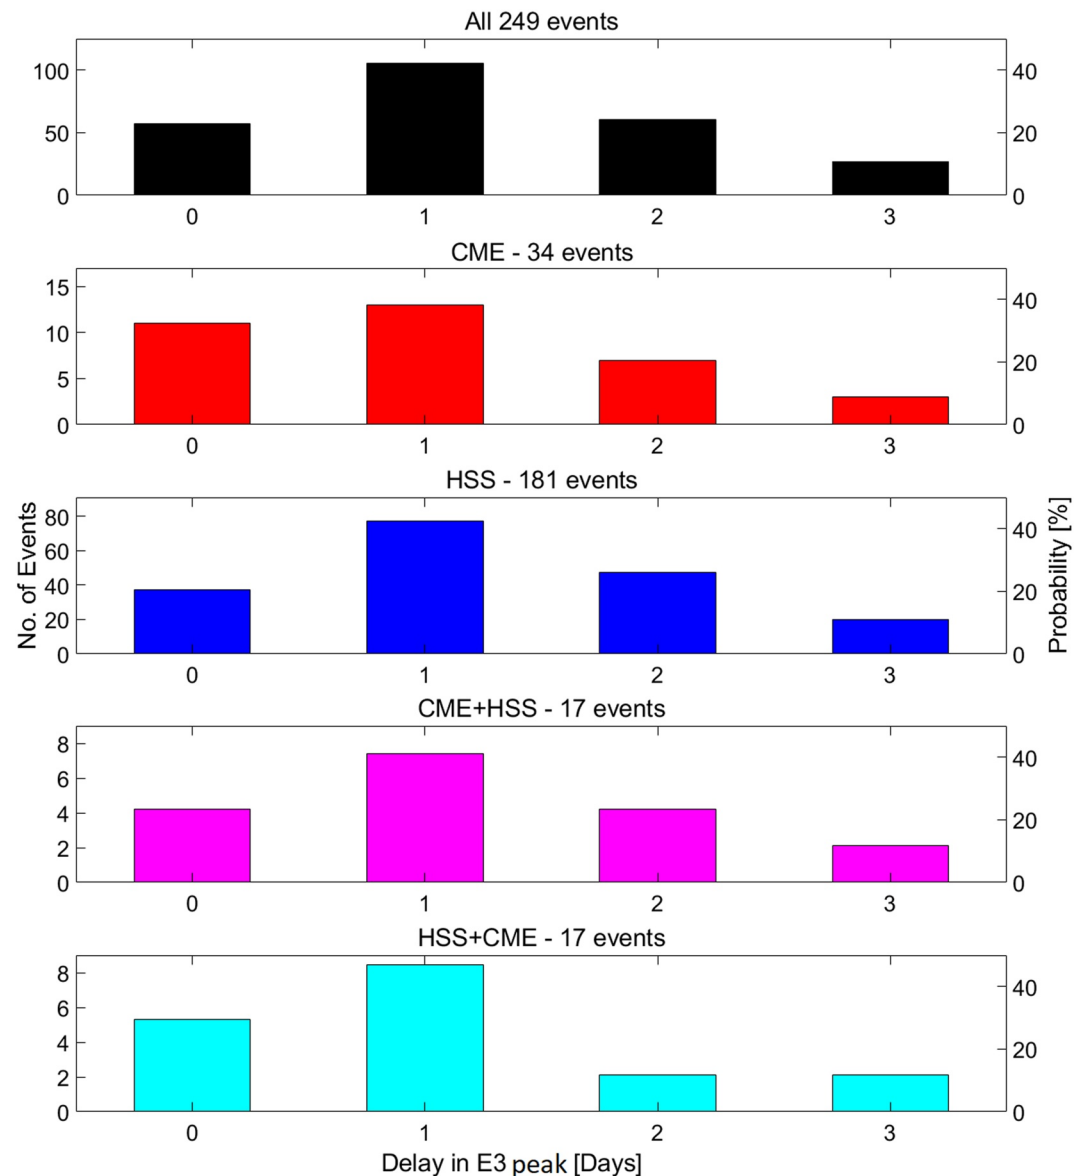 All 249 events
100
50
0
40
20
0
0 1 2 3
CME - 34 events
15
10
5
0
40
20
0
0 1 2 3
HSS - 181 events
80
60
40
20
0
40
20
0
0 1 2 3
No. of Events
Probability [%]
CME+HSS - 17 events
8
6
4
2
0
40
20
0
0 1 2 3
HSS+CME - 17 events
8
6
4
2
0
40
20
0
0 1 2 3
Delay in E3 peak [Days]